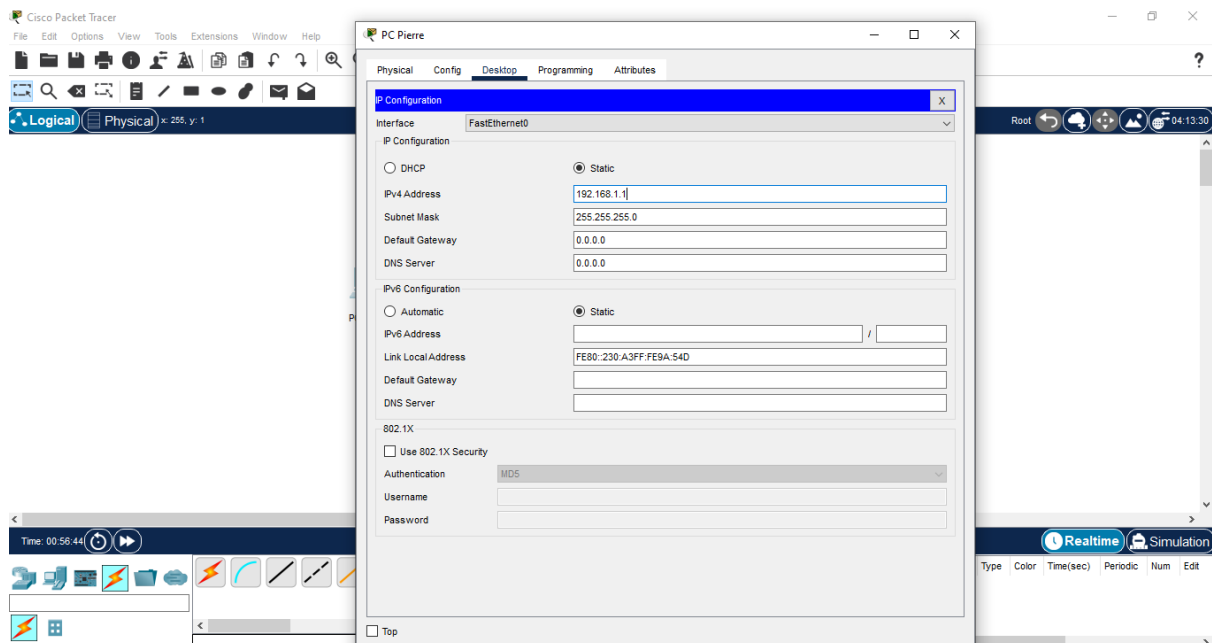 Cisco Packet Tracer
File Edit Options View Tools Extensions Window Help
PC Pierre
?
Physical Config Desktop Programming Attributes
IP Configuration X
Logical Physical x: 255, y: 1
Root 04:13:30
Interface FastEthernet0
IP Configuration
DHCP Static
IPv4 Address 192.168.1.1
Subnet Mask 255.255.255.0
Default Gateway 0.0.0.0
DNS Server 0.0.0.0
IPv6 Configuration
Automatic Static
IPv6 Address /
Link Local Address FE80::230:A3FF:FE9A:54D
Default Gateway
DNS Server
802.1X
Use 802.1X Security
Authentication MD5
Username
Password
Time: 00:56:44
Realtime Simulation
Type Color Time(sec) Periodic Num Edit
Top